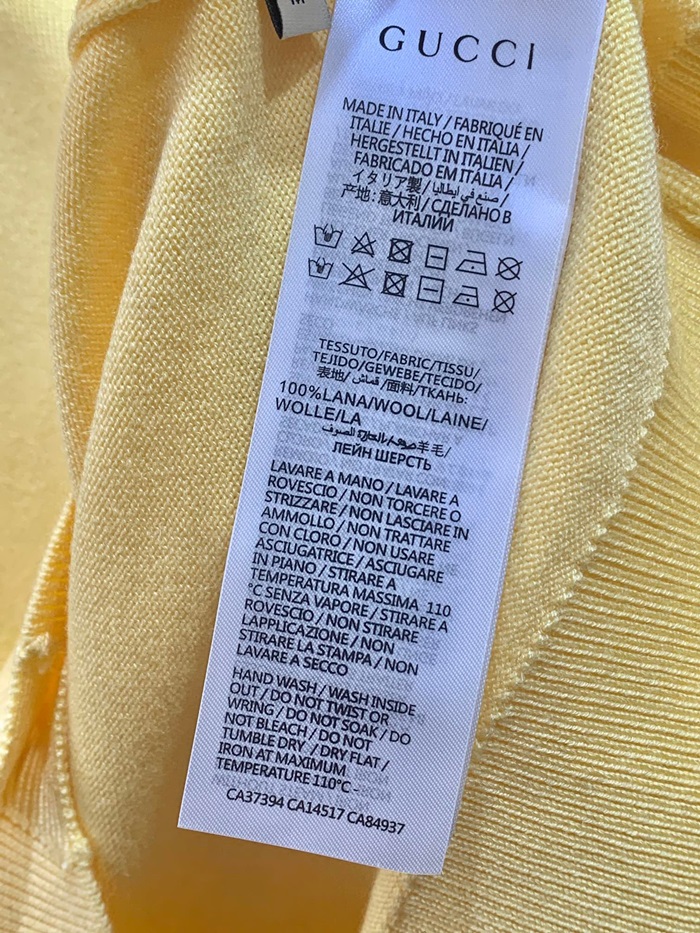 M
GUCCI
MADE IN ITALY / FABRIQUÉ EN
ITALIE / HECHO EN ITALIA /
HERGESTELLT IN ITALIEN /
FABRICADO EM ITÁLIA /
イタリア製 / صنع في ايطاليا /
产地: 意大利 / СДЕЛАНО В
ИТАЛИИ
TESSUTO/FABRIC/TISSU/
TEJIDO/GEWEBE/TECIDO/
表地/ قماش /面料/ТКАНЬ:
100%LANA/WOOL/LAINE/
WOLLE/LA
羊毛/
ЛЕЙН ШЕРСТЬ
LAVARE A MANO / LAVARE A
ROVESCIO / NON TORCERE O
STRIZZARE / NON LASCIARE IN
AMMOLLO / NON TRATTARE
CON CLORO / NON USARE
ASCIUGATRICE / ASCIUGARE
IN PIANO / STIRARE A
TEMPERATURA MASSIMA 110
°C SENZA VAPORE / STIRARE A
ROVESCIO / NON STIRARE
LAPPLICAZIONE / NON
STIRARE LA STAMPA / NON
LAVARE A SECCO
HAND WASH / WASH INSIDE
OUT / DO NOT TWIST OR
WRING / DO NOT SOAK / DO
NOT BLEACH / DO NOT
TUMBLE DRY / DRY FLAT /
IRON AT MAXIMUM
TEMPERATURE 110°C -
CA37394 CA14517 CA84937